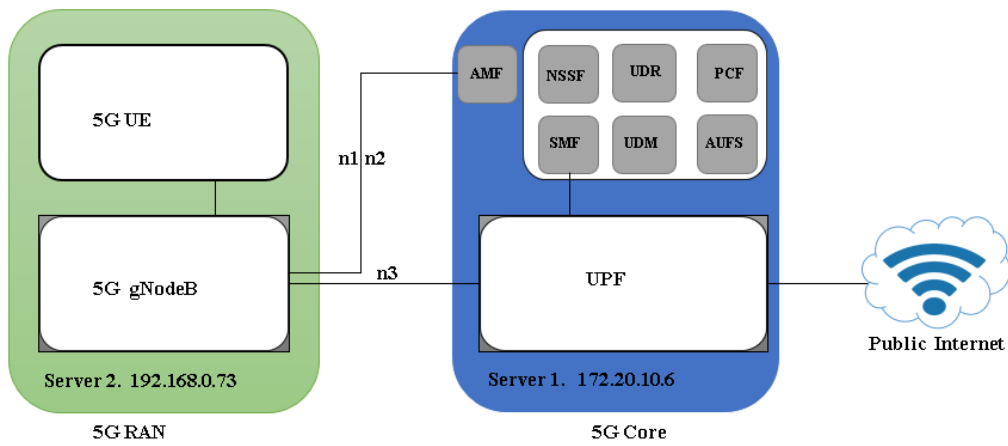 5G UE
5G gNodeB
Server 2. 192.168.0.73
5G RAN
n1 n2
n3
AMF
NSSF
UDR
PCF
SMF
UDM
AUFS
UPF
Server 1. 172.20.10.6
5G Core
Public Internet